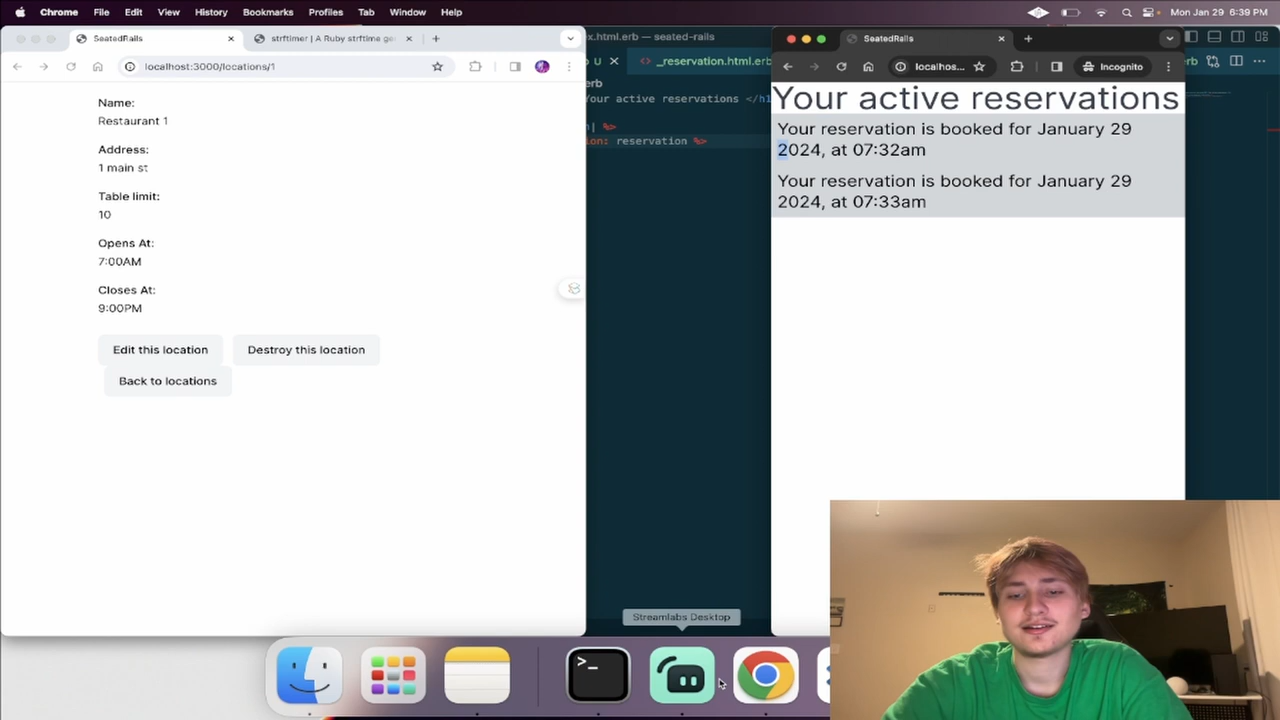 Chrome File Edit View History Bookmarks Profiles Tab Window Help
Mon Jan 29 6:39 PM
SeatedRails
strftimer | A Ruby strftime ge
x.html.erb — seated-rails
SeatedRails
localhost:3000/locations/1
U
_reservation.html.erb
localhos...
Incognito
erb
Name:
Restaurant 1
Address:
1 main st
Table limit:
10
Opens At:
7:00AM
Closes At:
9:00PM
Edit this location
Destroy this location
Back to locations
erb
Your active reservations </h1
| %>
ion: reservation %>
Your active reservations
Your reservation is booked for January 29
2024, at 07:32am
Your reservation is booked for January 29
2024, at 07:33am
Streamlabs Desktop
>_